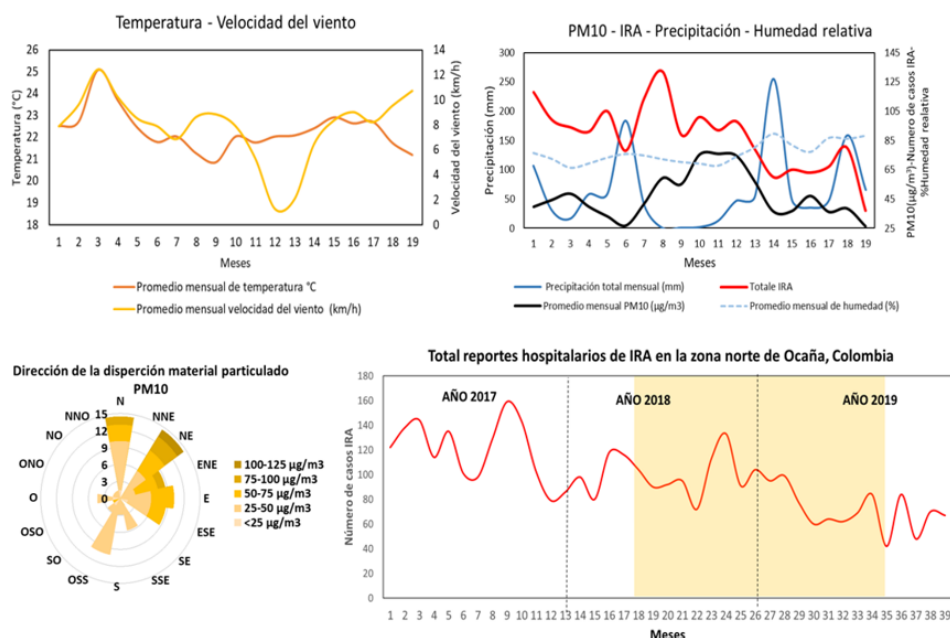 Temperatura - Velocidad del viento
Temperatura (°C)
26
25
24
23
22
21
20
19
18
14
12
10
8
6
4
2
0
Velocidad del viento (km/h)
1 2 3 4 5 6 7 8 9 10 11 12 13 14 15 16 17 18 19
Meses
Promedio mensual de temperatura °C
Promedio mensual velocidad del viento (km/h)
PM10 - IRA - Precipitación - Humedad relativa
Precipitación (mm)
300
250
200
150
100
50
0
145
125
105
85
65
45
25
PM10(µg/m³)-Numero de casos IRA-
%Humedad realativa
1 2 3 4 5 6 7 8 9 10 11 12 13 14 15 16 17 18 19
Meses
Precipitación total mensual (mm)
Totale IRA
Promedio mensual PM10 (µg/m3)
Promedio mensual de humedad (%)
Dirección de la disperción material particulado
PM10
N
NNE
NE
ENE
E
ESE
SE
SSE
S
OSS
SO
OSO
O
ONO
NO
NNO
15
12
9
6
3
0
100-125 µg/m3
75-100 µg/m3
50-75 µg/m3
25-50 µg/m3
<25 µg/m3
Total reportes hospitalarios de IRA en la zona norte de Ocaña, Colombia
Número de casos IRA
180
160
140
120
100
80
60
40
20
0
AÑO 2017
AÑO 2018
AÑO 2019
1 2 3 4 5 6 7 8 9 10 11 12 13 14 15 16 17 18 19 20 21 22 23 24 25 26 27 28 29 30 31 32 33 34 35 36 37 38 39
Meses